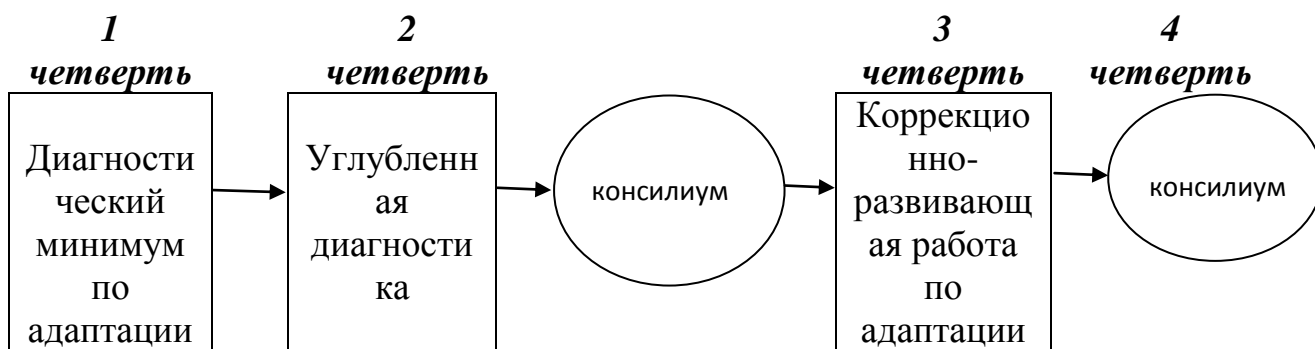 1
четверть
2
четверть
3
четверть
4
четверть
Диагности
ческий
минимум
по
адаптации
Углубленн
ая
диагности
ка
консилиум
Коррекцио
нно-
развивающ
ая работа
по
адаптации
консилиум